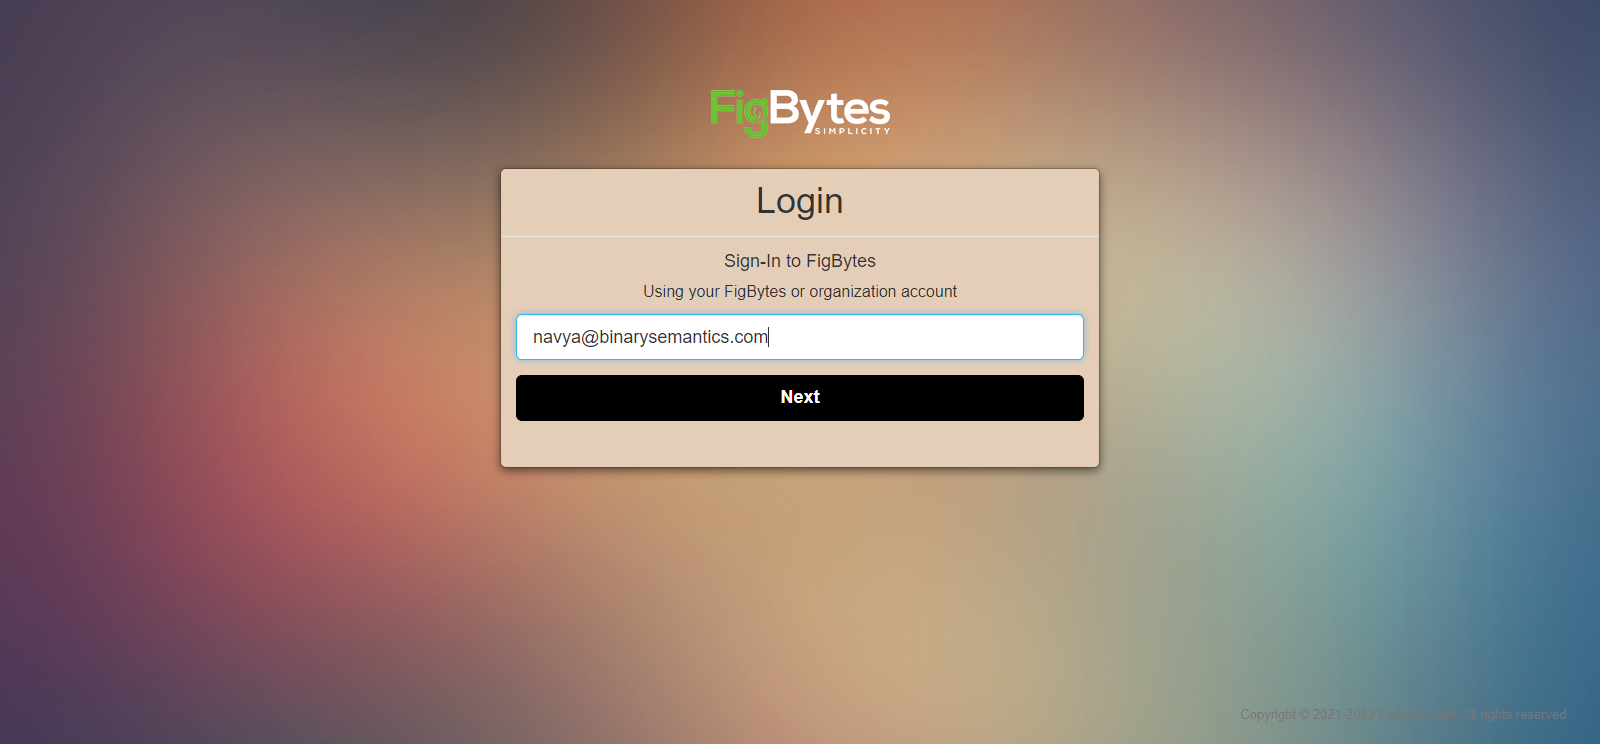 FigBytes
SIMPLICITY
Login
Sign-In to FigBytes
Using your FigBytes or organization account
navya@binarysemantics.com
Next
Copyright © 2021-2022 All rights reserved.